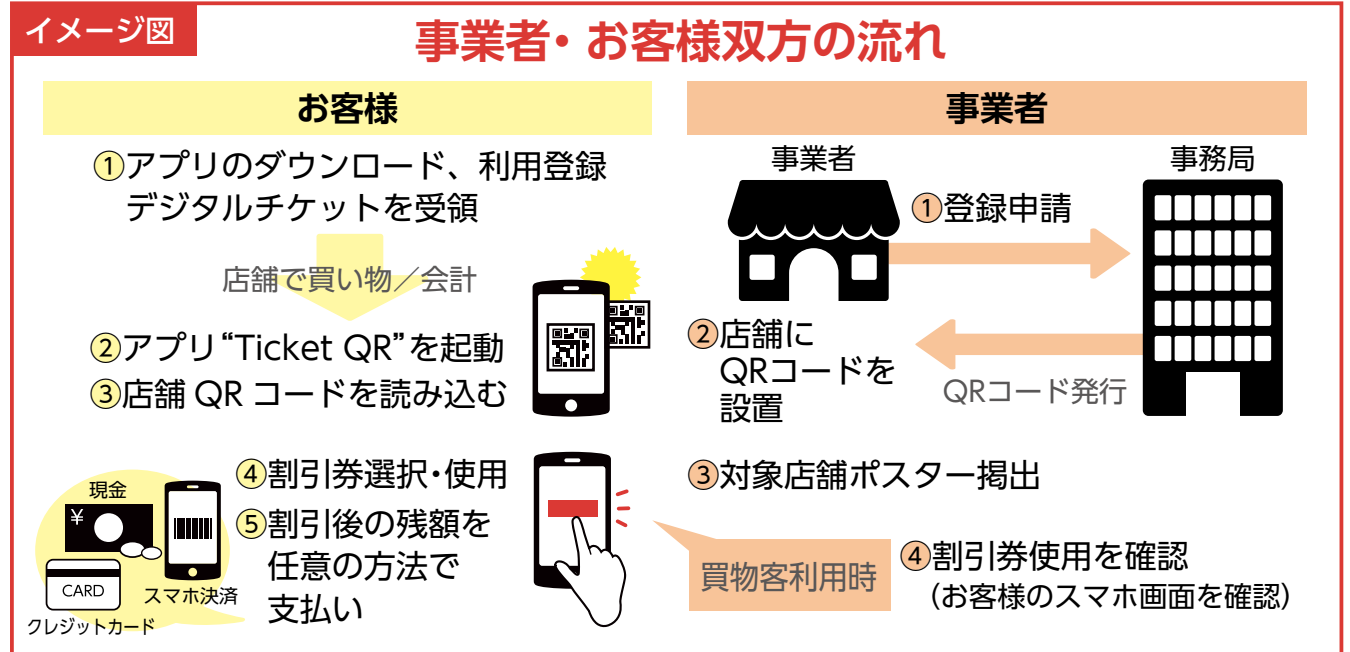 イメージ図
事業者・お客様双方の流れ
お客様
①アプリのダウンロード、利用登録
デジタルチケットを受領
店舗で買い物／会計
②アプリ“Ticket QR”を起動
③店舗 QR コードを読み込む
④割引券選択・使用
⑤割引後の残額を
任意の方法で
支払い
現金
¥
CARD
スマホ決済
クレジットカード
事業者
事業者
事務局
①登録申請
②店舗に
QRコードを
設置
QRコード発行
③対象店舗ポスター掲出
買物客利用時
④割引券使用を確認
（お客様のスマホ画面を確認）